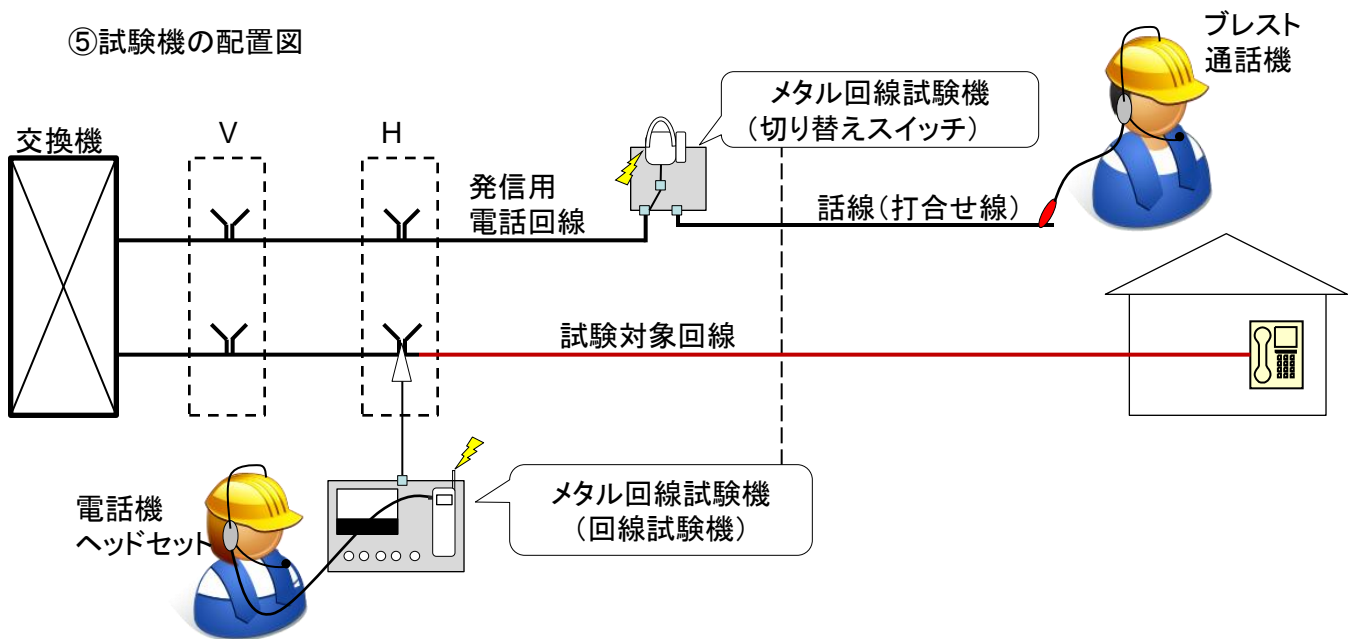 ⑤試験機の配置図
ブレスト
通話機
メタル回線試験機
（切り替えスイッチ）
交換機
V
H
発信用
電話回線
話線（打合せ線）
試験対象回線
電話機
ヘッドセット
メタル回線試験機
（回線試験機）